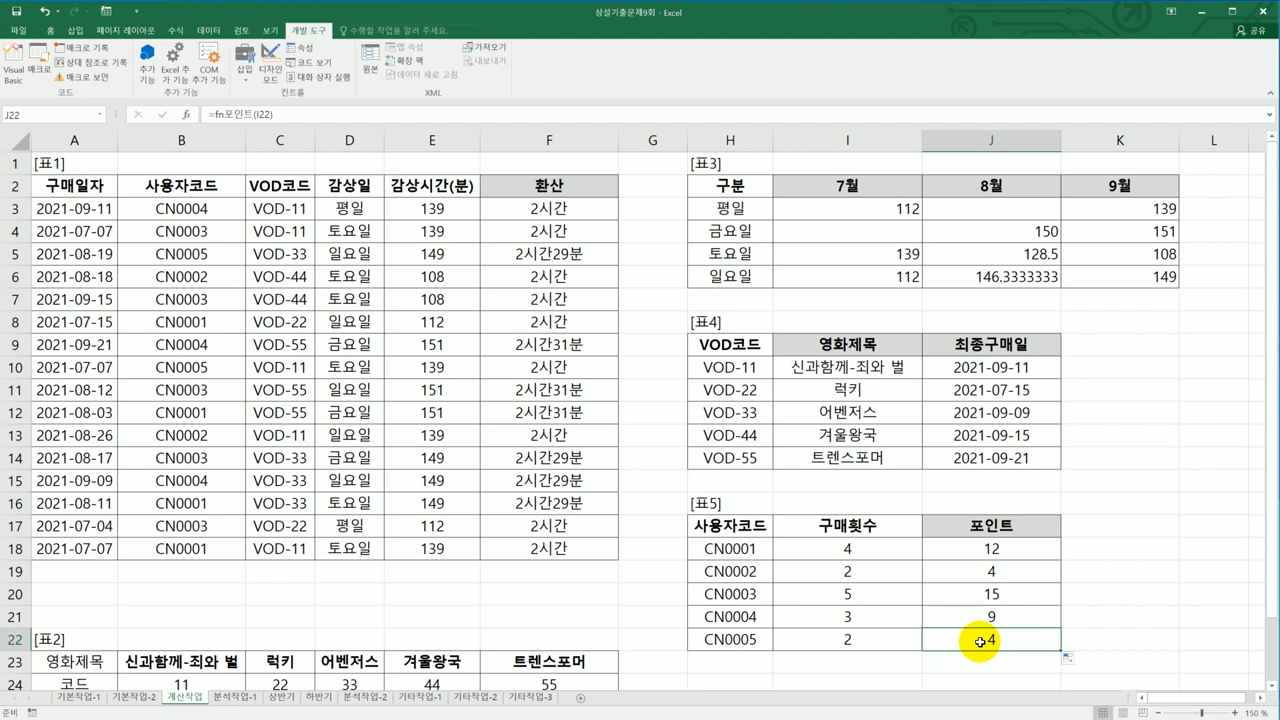 상설기출문제9회 - Excel
파일 홈 삽입 페이지 레이아웃 수식 데이터 검토 보기 개발 도구 수행할 작업을 알려 주세요. 공유
Visual Basic 매크로 매크로 기록 상대 참조로 기록 매크로 보안 추가 기능 Excel 추가 기능 COM 추가 기능 삽입 디자인 모드 속성 코드 보기 대화 상자 실행 원본 맵 속성 확장 팩 데이터 새로 고침 가져오기 내보내기
코드 추가 기능 컨트롤 XML
J22 fx =fn포인트(I22)
A B C D E F G H I J K L
1 [표1] [표3]
2 구매일자 사용자코드 VOD코드 감상일 감상시간(분) 환산 구분 7월 8월 9월
3 2021-09-11 CN0004 VOD-11 평일 139 2시간 평일 112 139
4 2021-07-07 CN0003 VOD-11 토요일 139 2시간 금요일 150 151
5 2021-08-19 CN0005 VOD-33 일요일 149 2시간29분 토요일 139 128.5 108
6 2021-08-18 CN0002 VOD-44 토요일 108 2시간 일요일 112 146.3333333 149
7 2021-09-15 CN0003 VOD-44 토요일 108 2시간
8 2021-07-15 CN0001 VOD-22 일요일 112 2시간 [표4]
9 2021-09-21 CN0004 VOD-55 금요일 151 2시간31분 VOD코드 영화제목 최종구매일
10 2021-07-07 CN0005 VOD-11 토요일 139 2시간 VOD-11 신과함께-죄와 벌 2021-09-11
11 2021-08-12 CN0003 VOD-55 일요일 151 2시간31분 VOD-22 럭키 2021-07-15
12 2021-08-03 CN0001 VOD-55 금요일 151 2시간31분 VOD-33 어벤저스 2021-09-09
13 2021-08-26 CN0002 VOD-11 일요일 139 2시간 VOD-44 겨울왕국 2021-09-15
14 2021-08-17 CN0003 VOD-33 금요일 149 2시간29분 VOD-55 트렌스포머 2021-09-21
15 2021-09-09 CN0004 VOD-33 일요일 149 2시간29분
16 2021-08-11 CN0001 VOD-33 토요일 149 2시간29분 [표5]
17 2021-07-04 CN0003 VOD-22 평일 112 2시간 사용자코드 구매횟수 포인트
18 2021-07-07 CN0001 VOD-11 토요일 139 2시간 CN0001 4 12
19 CN0002 2 4
20 CN0003 5 15
21 CN0004 3 9
22 [표2] CN0005 2 4
23 영화제목 신과함께-죄와 벌 럭키 어벤저스 겨울왕국 트렌스포머
24 코드 11 22 33 44 55
기본작업-1 기본작업-2 계산작업 분석작업-1 상반기 하반기 분석작업-2 기타작업-1 기타작업-2 기타작업-3
준비 150 %